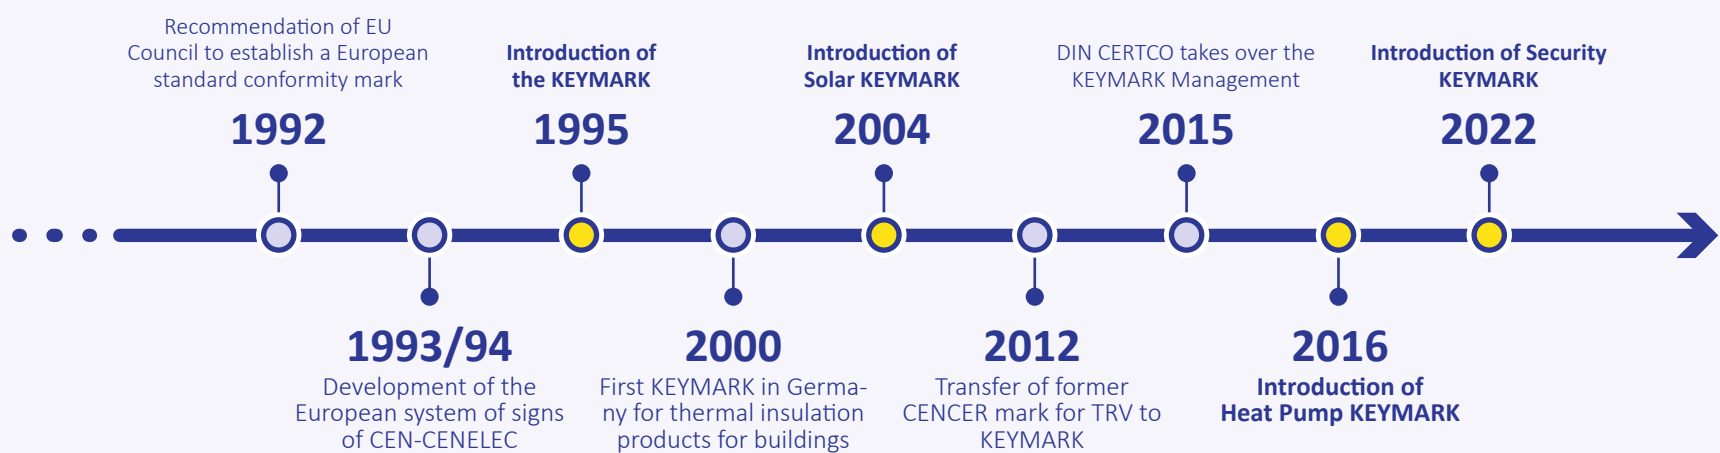 Recommendation of EU
Council to establish a European
standard conformity mark
1992
1993/94
Development of the
European system of signs
of CEN-CENELEC
Introduction of
the KEYMARK
1995
2000
First KEYMARK in Germa-
ny for thermal insulation
products for buildings
Introduction of
Solar KEYMARK
2004
2012
Transfer of former
CENCER mark for TRV to
KEYMARK
DIN CERTCO takes over the
KEYMARK Management
2015
2016
Introduction of
Heat Pump KEYMARK
Introduction of Security
KEYMARK
2022